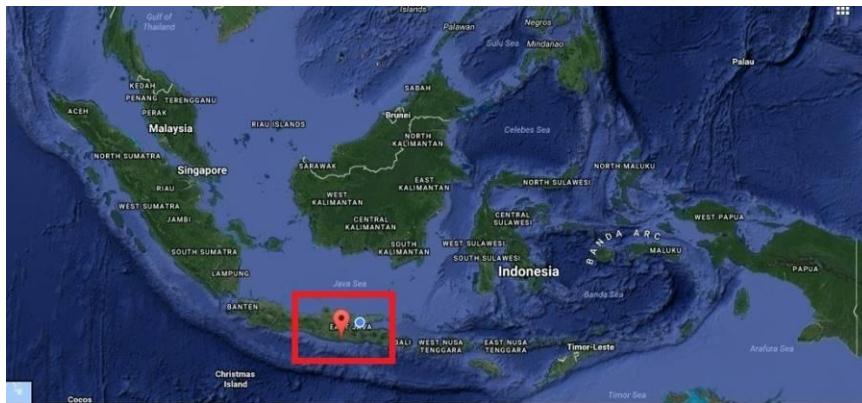 Gulf of
Thailand
Islands
Palawan
Negros
Sulu Sea
Mindanao
Palau
KEDAH
PENANG
TERENGGANU
PERAK
ACEH
Malaysia
RIAU ISLANDS
SABAH
Brunei
NORTH
KALIMANTAN
Celebes Sea
NORTH SUMATRA
Singapore
SARAWAK
EAST
KALIMANTAN
NORTH MALUKU
NORTH SULAWESI
RIAU
WEST
KALIMANTAN
WEST SUMATRA
JAMBI
CENTRAL
KALIMANTAN
CENTRAL
SULAWESI
WEST PAPUA
BANDA ARC
MALUKU
SOUTH
KALIMANTAN
WEST SULAWESI
SOUTH SULAWESI
SOUTH SUMATRA
Indonesia
PAPUA
LAMPUNG
Java Sea
Banda Sea
BANTEN
EAST JAVA
BALI
WEST NUSA
TENGGARA
EAST NUSA
TENGGARA
Timor-Leste
Arafura Sea
Christmas
Island
Timor Sea
Cocos